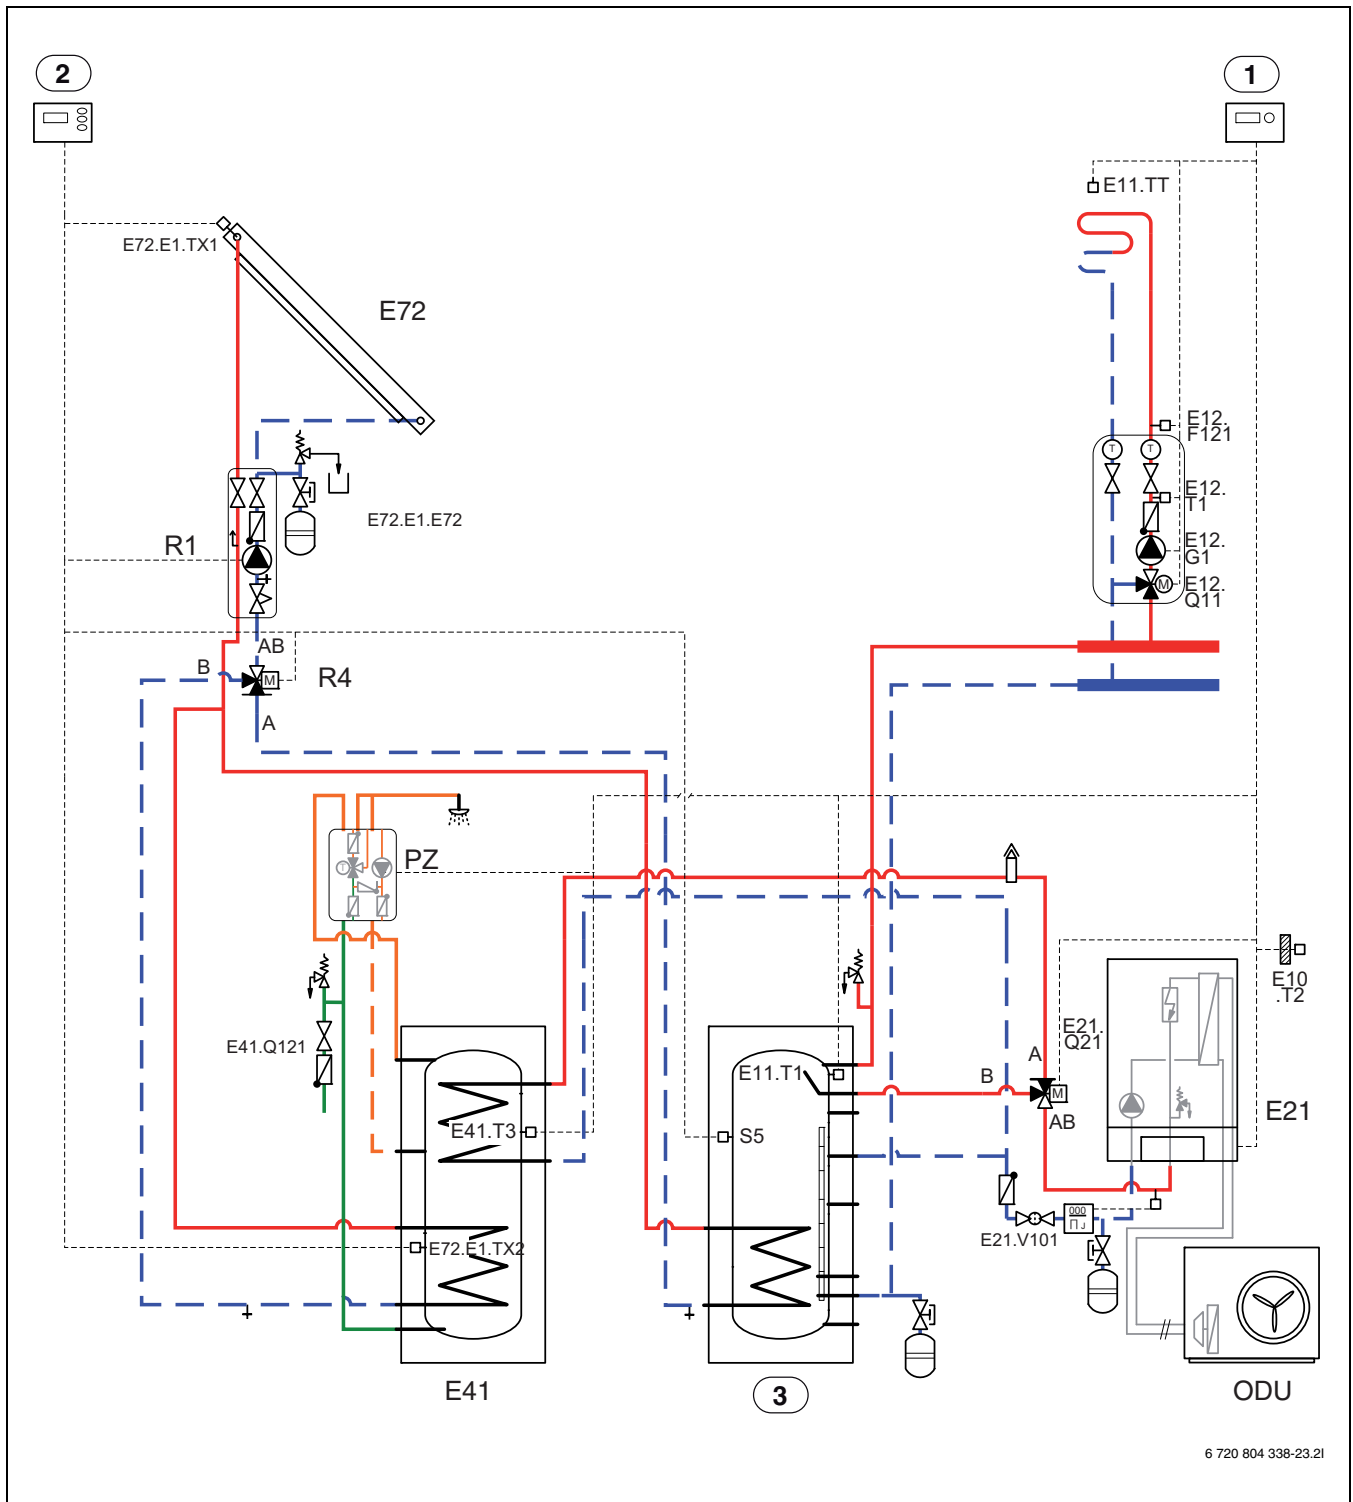 2
1
E11.TT
E72.E1.TX1
E72
E12.
F121
T
T
E12.
T1
E72.E1.E72
R1
E12.
G1
M
E12.
Q11
AB
B
M
R4
A
PZ
T
E10
.T2
E21.
Q21
E41.Q121
A
E11.T1
B
M
E21
AB
E41.T3
S5
000
E21.V101
E72.E1.TX2
E41
3
ODU
6 720 804 338-23.2I